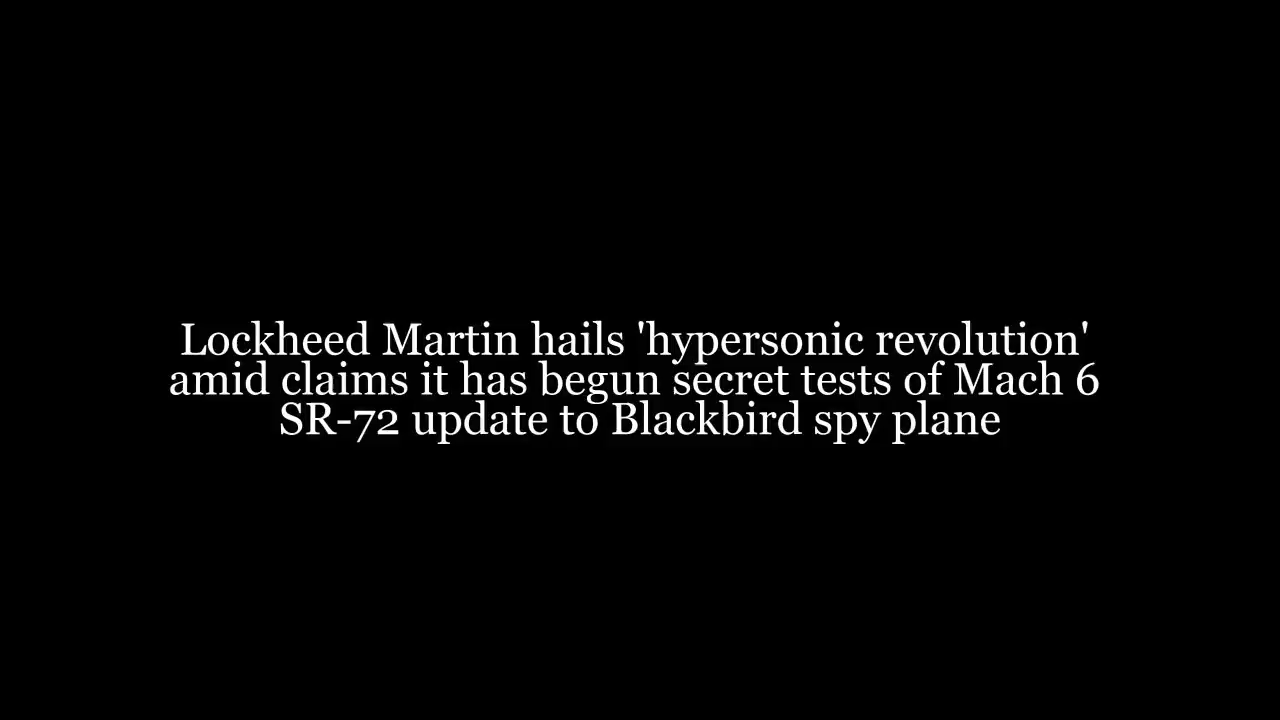 Lockheed Martin hails 'hypersonic revolution'
amid claims it has begun secret tests of Mach 6
SR-72 update to Blackbird spy plane